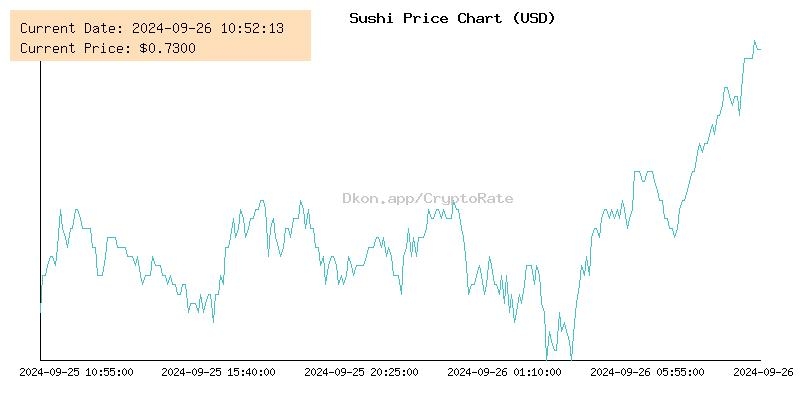 Sushi Price Chart (USD)
Current Date: 2024-09-26 10:52:13
Current Price: $0.7300
Dkon.app/CryptoRate
2024-09-25 10:55:00 2024-09-25 15:40:00 2024-09-25 20:25:00 2024-09-26 01:10:00 2024-09-26 05:55:00 2024-09-26